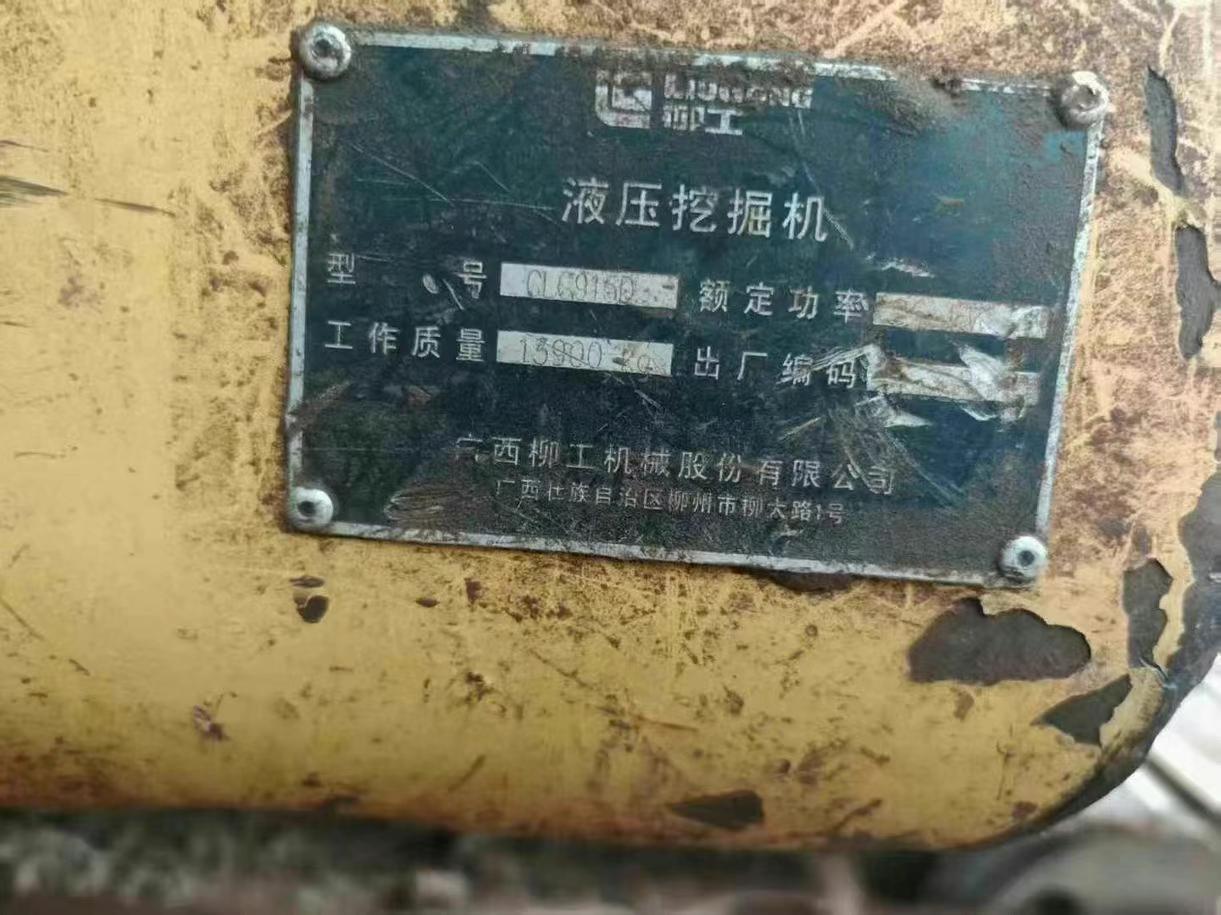 LIUGONG
柳工
液压挖掘机
型号 CLG915D 额定功率
工作质量 13900 kg 出厂编码
广西柳工机械股份有限公司
广西壮族自治区柳州市柳太路1号